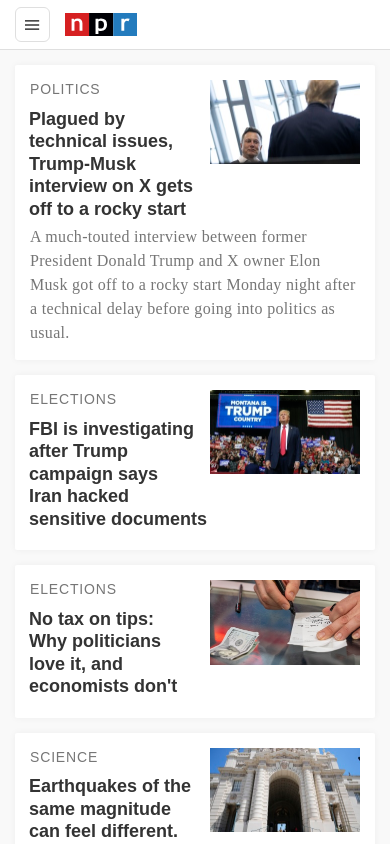 npr
POLITICS
Plagued by
technical issues,
Trump-Musk
interview on X gets
off to a rocky start
A much-touted interview between former
President Donald Trump and X owner Elon
Musk got off to a rocky start Monday night after
a technical delay before going into politics as
usual.
ELECTIONS
FBI is investigating
after Trump
campaign says
Iran hacked
sensitive documents
MONTANA IS
TRUMP
COUNTRY
ELECTIONS
No tax on tips:
Why politicians
love it, and
economists don't
SCIENCE
Earthquakes of the
same magnitude
can feel different.